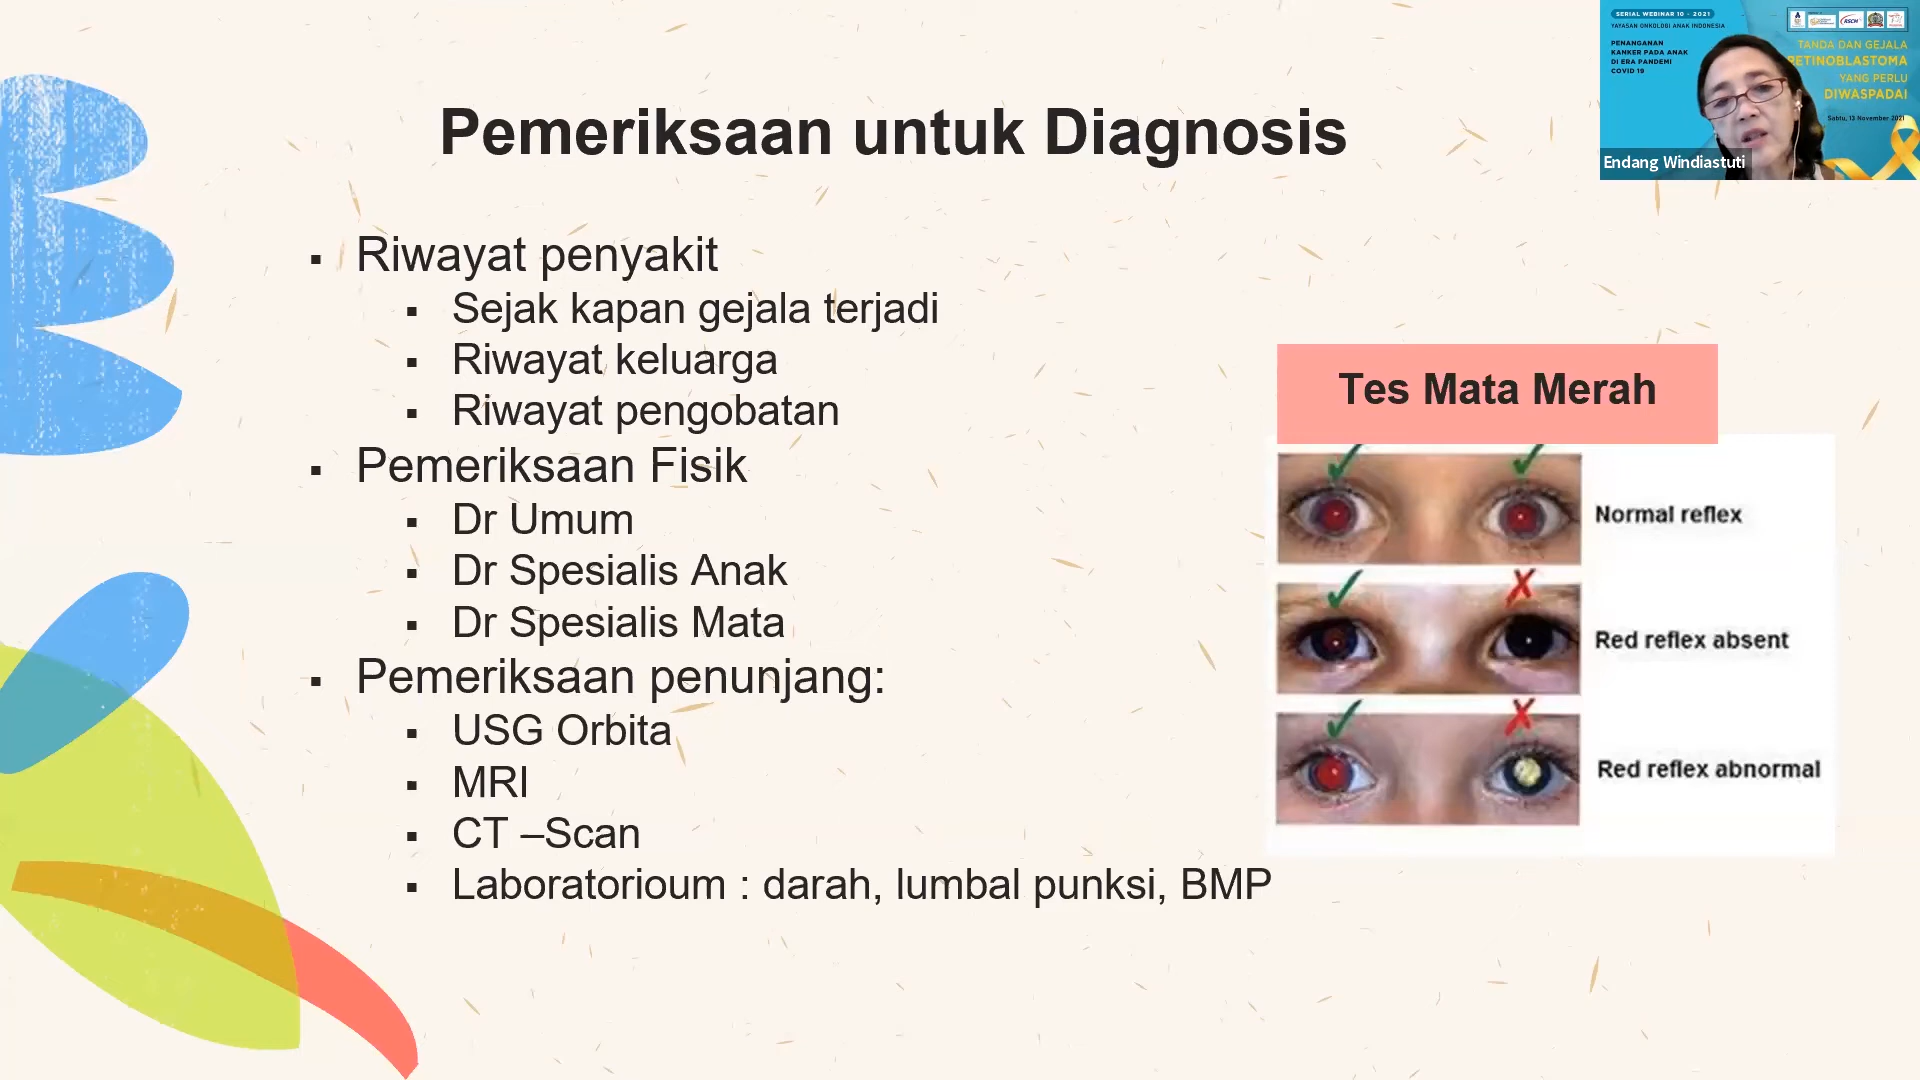 Pemeriksaan untuk Diagnosis
▪ Riwayat penyakit
▪ Sejak kapan gejala terjadi
▪ Riwayat keluarga
▪ Riwayat pengobatan
▪ Pemeriksaan Fisik
▪ Dr Umum
▪ Dr Spesialis Anak
▪ Dr Spesialis Mata
▪ Pemeriksaan penunjang:
▪ USG Orbita
▪ MRI
▪ CT –Scan
▪ Laboratorioum : darah, lumbal punksi, BMP
Tes Mata Merah
Normal reflex
Red reflex absent
Red reflex abnormal
SERIAL WEBINAR 10 - 2021
YAYASAN ONKOLOGI ANAK INDONESIA
PENANGANAN
KANKER PADA ANAK
DI ERA PANDEMI
COVID 19
RSCM
TANDA DAN GEJALA
RETINOBLASTOMA
YANG PERLU
DIWASPADAI
Sabtu, 13 November 2021
Endang Windiastuti